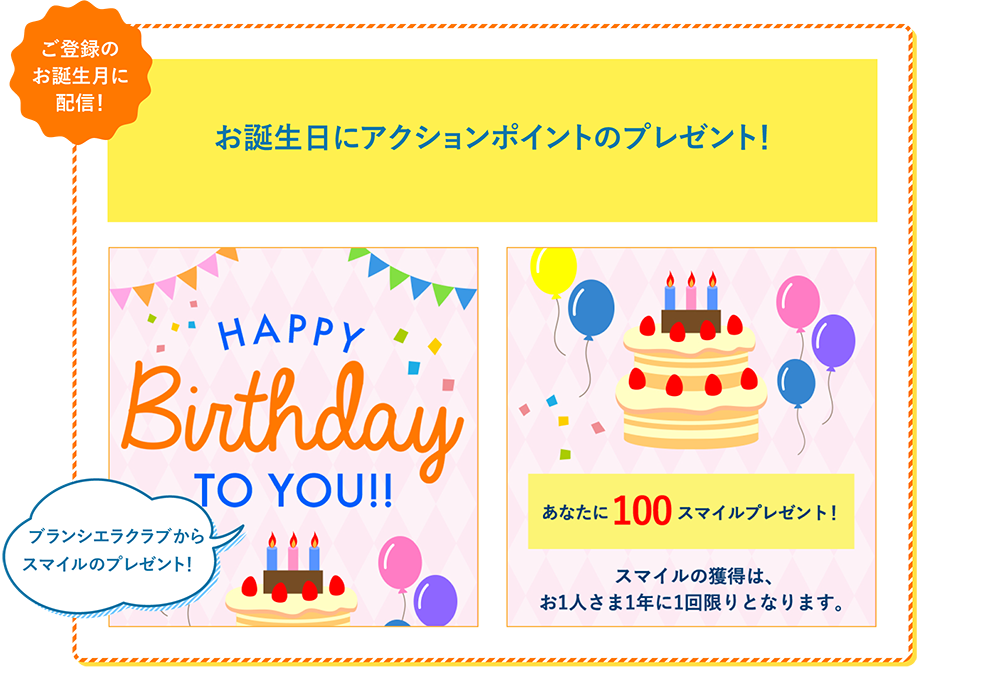 ご登録の
お誕生月に
配信！
お誕生日にアクションポイントのプレゼント！
HAPPY
Birthday
TO YOU!!
ブランシエラクラブから
スマイルのプレゼント！
あなたに100スマイルプレゼント！
スマイルの獲得は、
お1人さま1年に1回限りとなります。